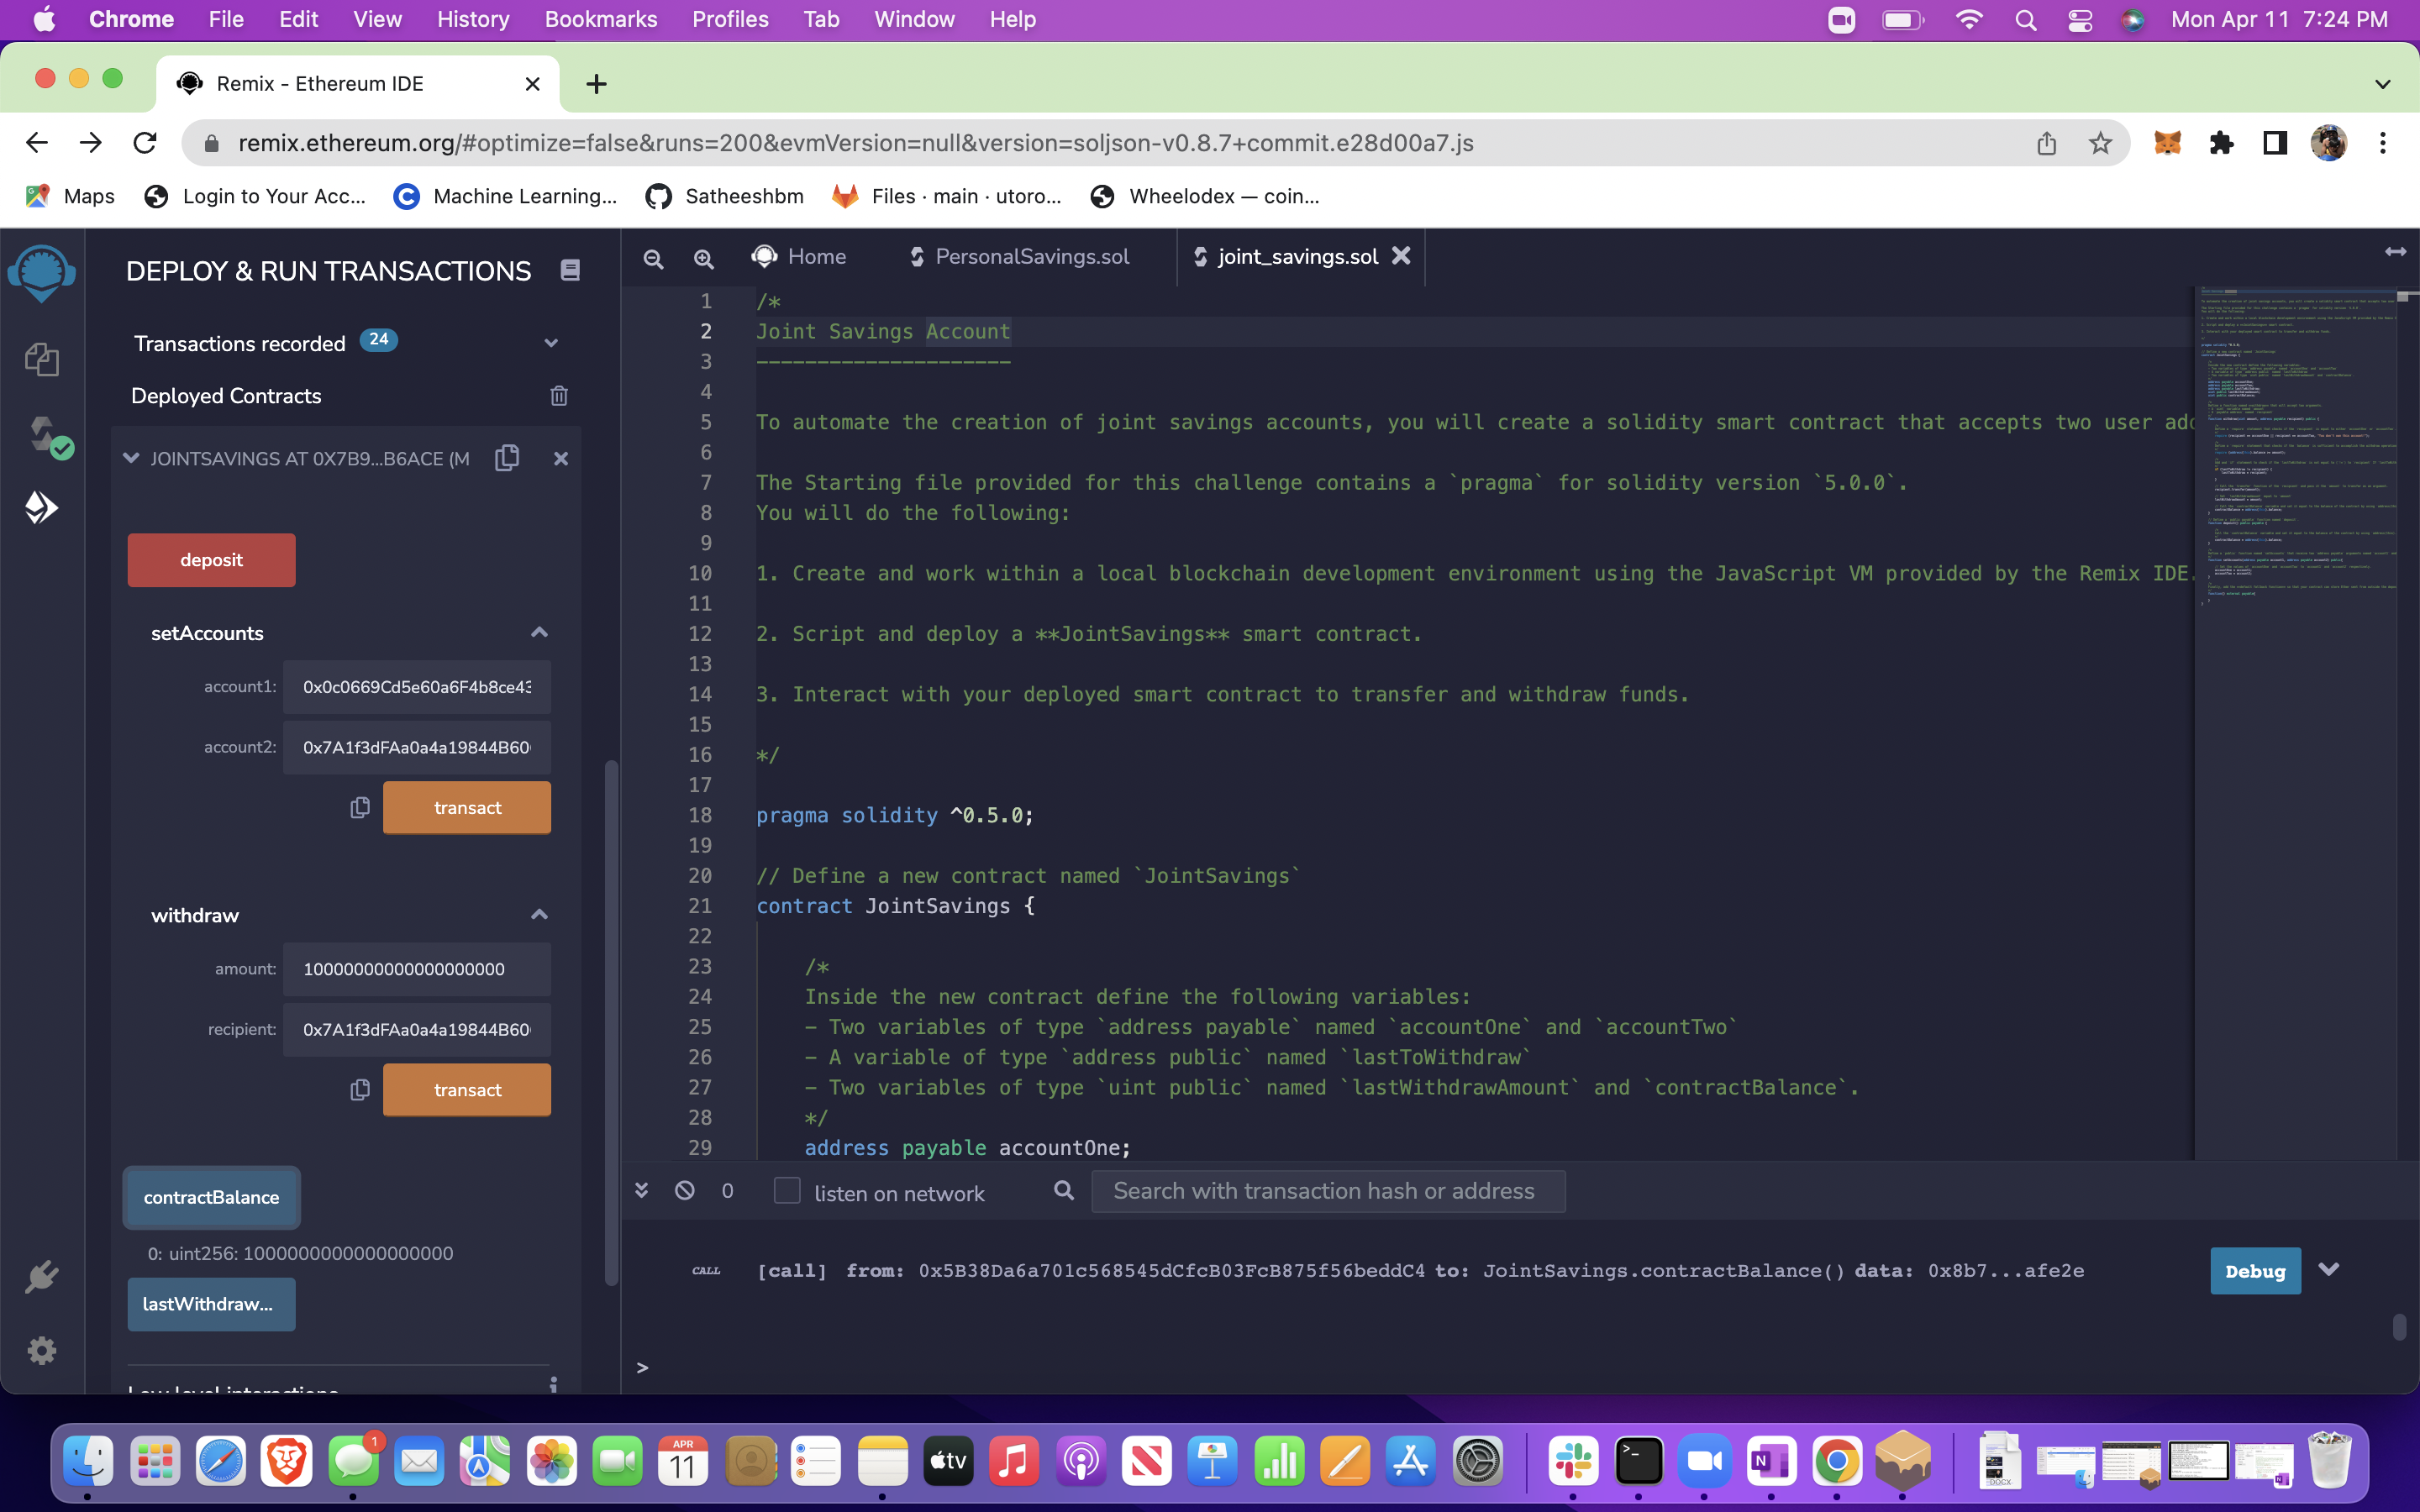 Chrome File Edit View History Bookmarks Profiles Tab Window Help Mon Apr 11 7:24 PM
Remix - Ethereum IDE
remix.ethereum.org/#optimize=false&runs=200&evmVersion=null&version=soljson-v0.8.7+commit.e28d00a7.js
Maps Login to Your Acc... Machine Learning... Satheeshbm Files · main · utoro... Wheelodex — coin...
DEPLOY & RUN TRANSACTIONS
Transactions recorded 24
Deployed Contracts
JOINTSAVINGS AT 0X7B9...B6ACE (M
deposit
setAccounts
account1: 0x0c0669Cd5e60a6F4b8ce43
account2: 0x7A1f3dFAa0a4a19844B60
transact
withdraw
amount: 10000000000000000000
recipient: 0x7A1f3dFAa0a4a19844B60
transact
contractBalance
0: uint256: 1000000000000000000
lastWithdraw...
Low level interactions
Home PersonalSavings.sol joint_savings.sol
1 /*
2 Joint Savings Account
3 ---------------------
4
5 To automate the creation of joint savings accounts, you will create a solidity smart contract that accepts two user add
6
7 The Starting file provided for this challenge contains a `pragma` for solidity version `5.0.0`.
8 You will do the following:
9
10 1. Create and work within a local blockchain development environment using the JavaScript VM provided by the Remix IDE.
11
12 2. Script and deploy a **JointSavings** smart contract.
13
14 3. Interact with your deployed smart contract to transfer and withdraw funds.
15
16 */
17
18 pragma solidity ^0.5.0;
19
20 // Define a new contract named `JointSavings`
21 contract JointSavings {
22
23 /*
24 Inside the new contract define the following variables:
25 - Two variables of type `address payable` named `accountOne` and `accountTwo`
26 - A variable of type `address public` named `lastToWithdraw`
27 - Two variables of type `uint public` named `lastWithdrawAmount` and `contractBalance`.
28 */
29 address payable accountOne;
0 listen on network Search with transaction hash or address
CALL [call] from: 0x5B38Da6a701c568545dCfcB03FcB875f56beddC4 to: JointSavings.contractBalance() data: 0x8b7...afe2e Debug
>
1
APR
11
tv
N
DOCX